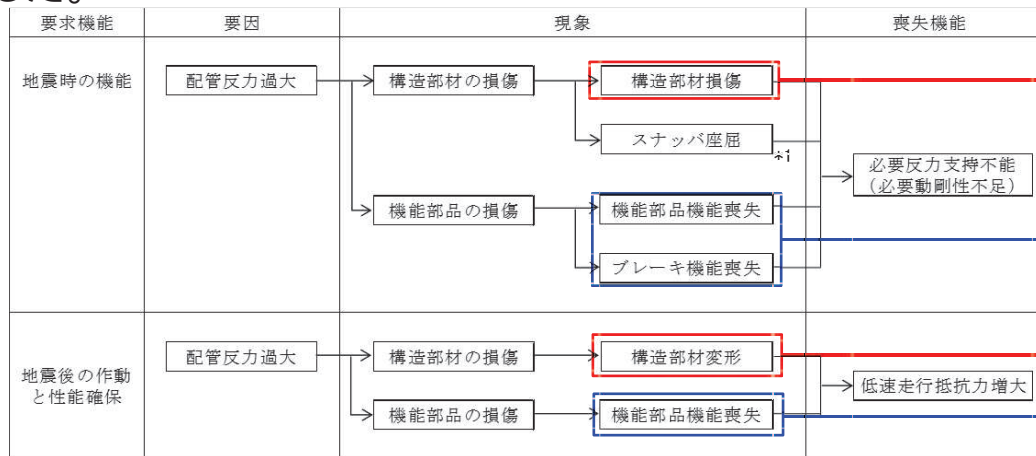 した。
要求機能 要因 現象 喪失機能
地震時の機能 配管反力過大 構造部材の損傷 構造部材損傷
スナッバ座屈
*1
必要反力支持不能
(必要動剛性不足)
機能部品の損傷 機能部品機能喪失
ブレーキ機能喪失
地震後の作動
と性能確保
配管反力過大 構造部材の損傷 構造部材変形
低速走行抵抗力増大
機能部品の損傷 機能部品機能喪失